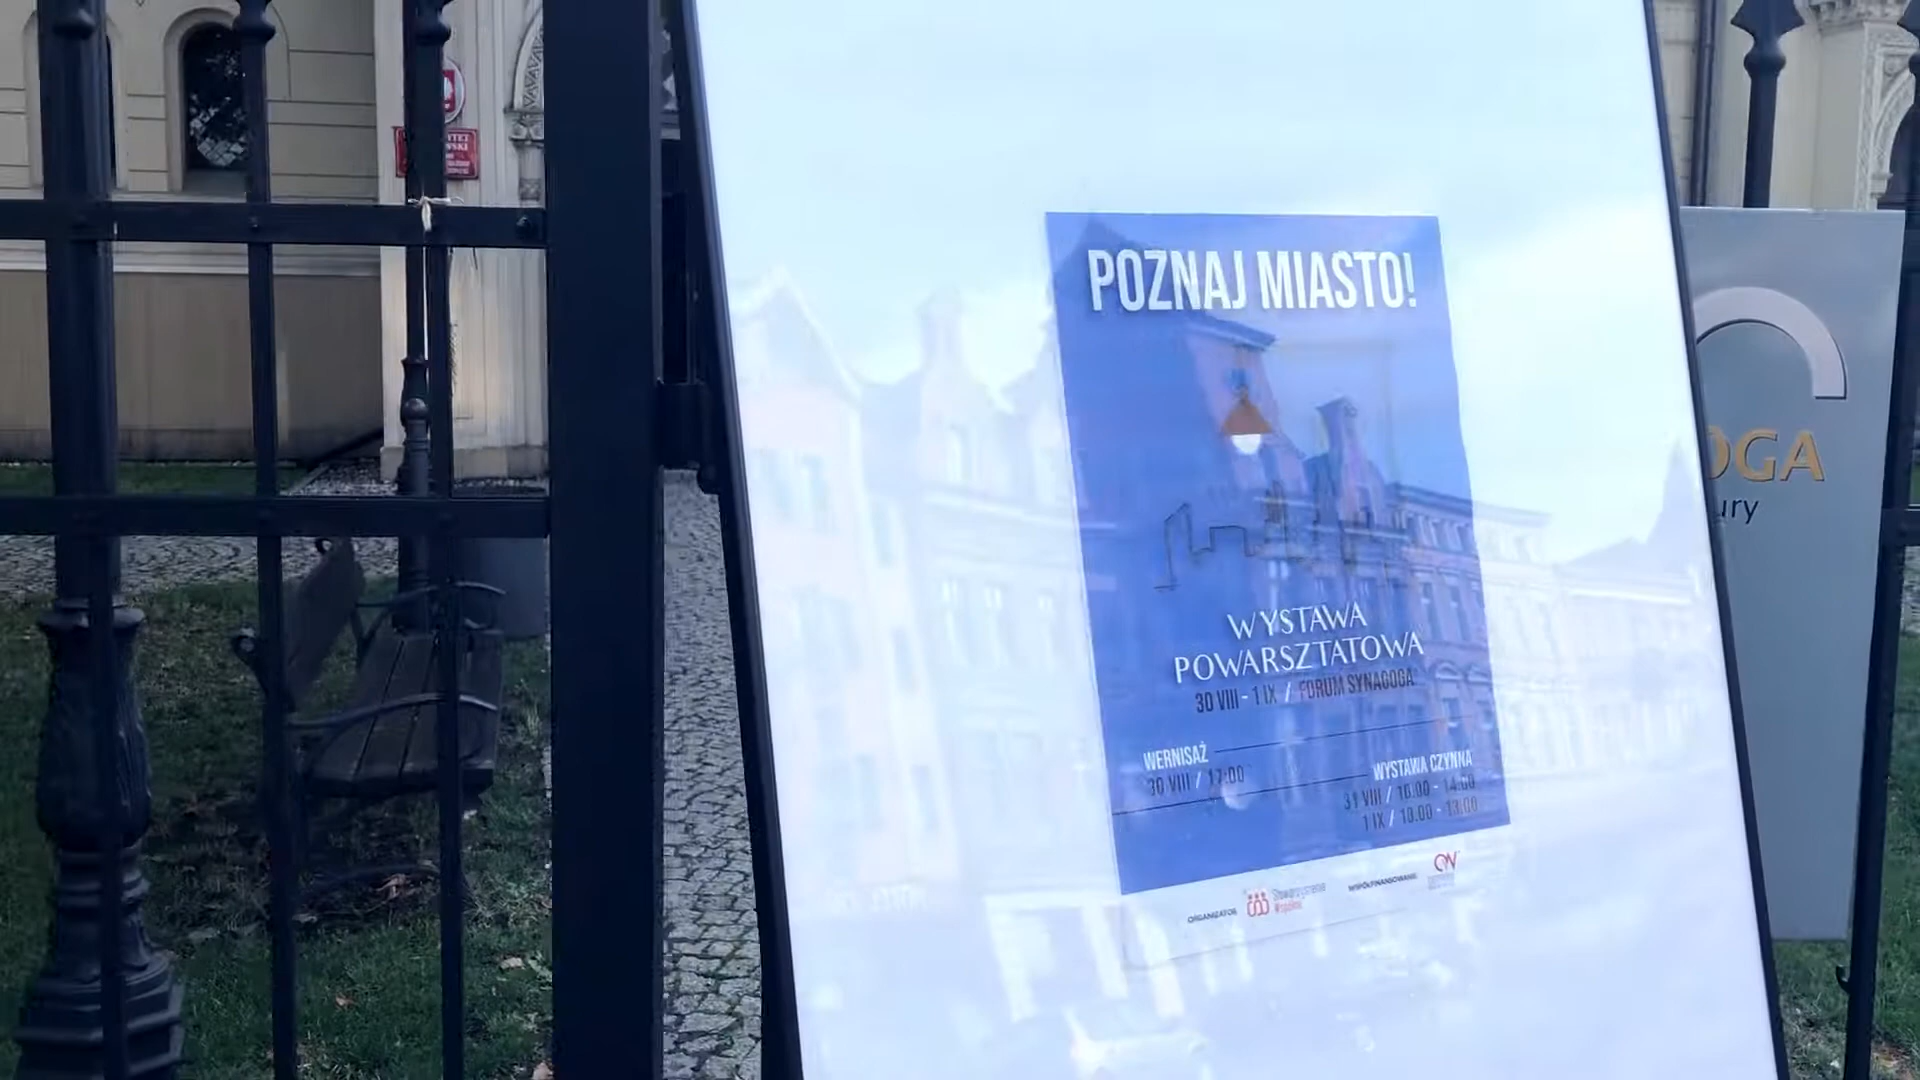 POZNAJ MIASTO!
WYSTAWA
POWARSZTATOWA
30 VIII - 1 IX / FORUM SYNAGOGA
WERNISAŻ
30 VIII / 17:00
WYSTAWA CZYNNA
31 VIII / 10.00 - 14:00
1 IX / 10.00 - 13:00
ORGANIZATOR
Stowarzyszenie
WSPÓŁFINANSOWANIE
OGA
ury